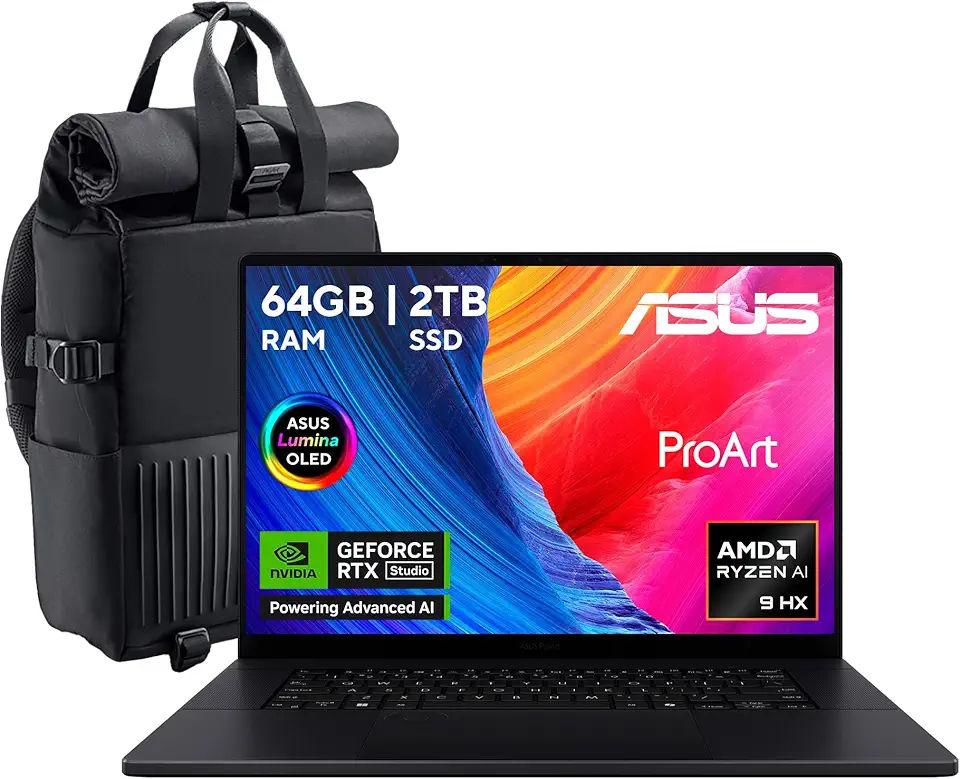 64GB | 2TB
RAM SSD
ASUS
ProArt
ASUS
Lumina
OLED
NVIDIA
GEFORCE
RTX Studio
Powering Advanced AI
AMD
RYZEN AI
9 HX